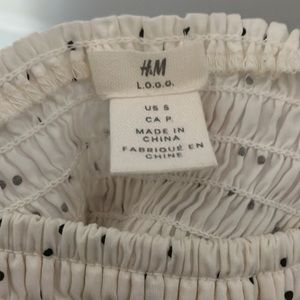 H&M
L.O.G.G.
US S
CA P
MADE IN
CHINA
FABRIQUÉ EN
CHINE